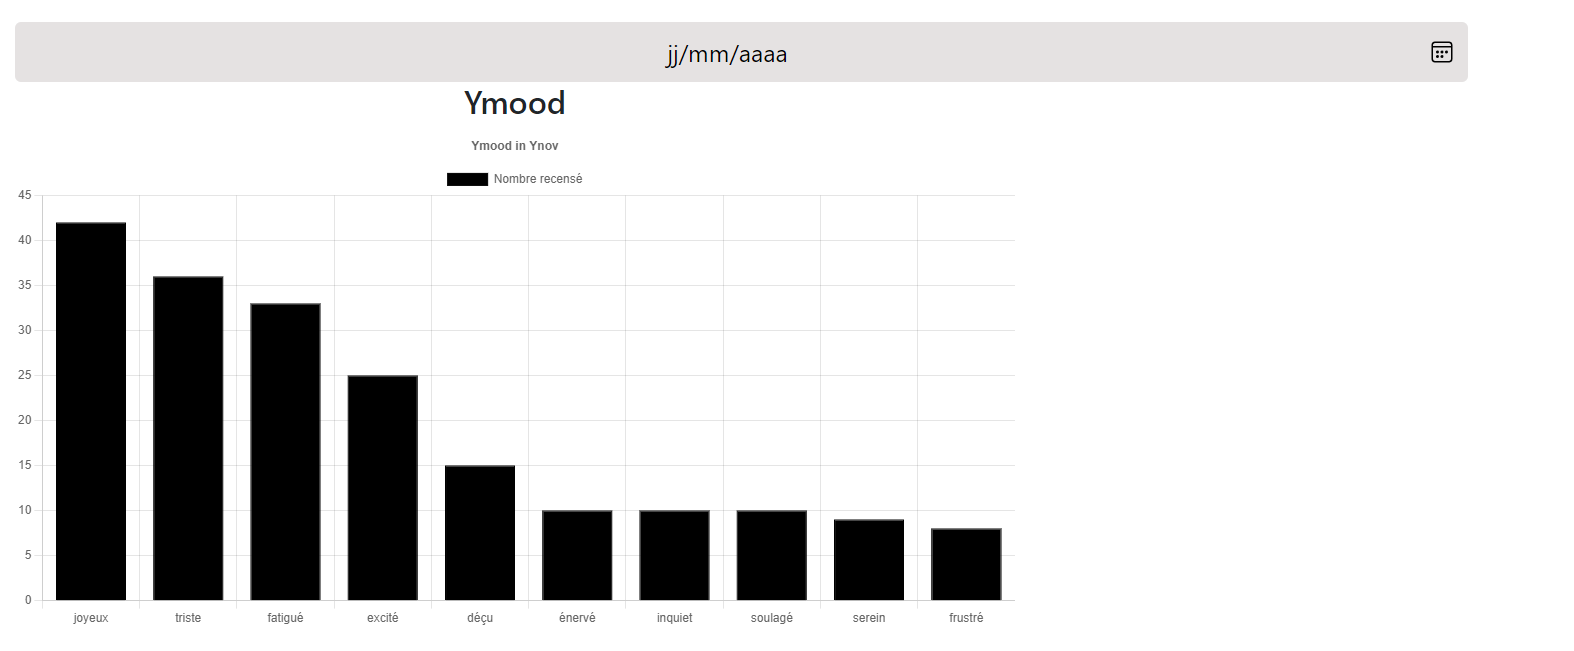 jj/mm/aaaa
Ymood
Ymood in Ynov
Nombre recensé
45
40
35
30
25
20
15
10
5
0
joyeux triste fatigué excité déçu énervé inquiet soulagé serein frustré